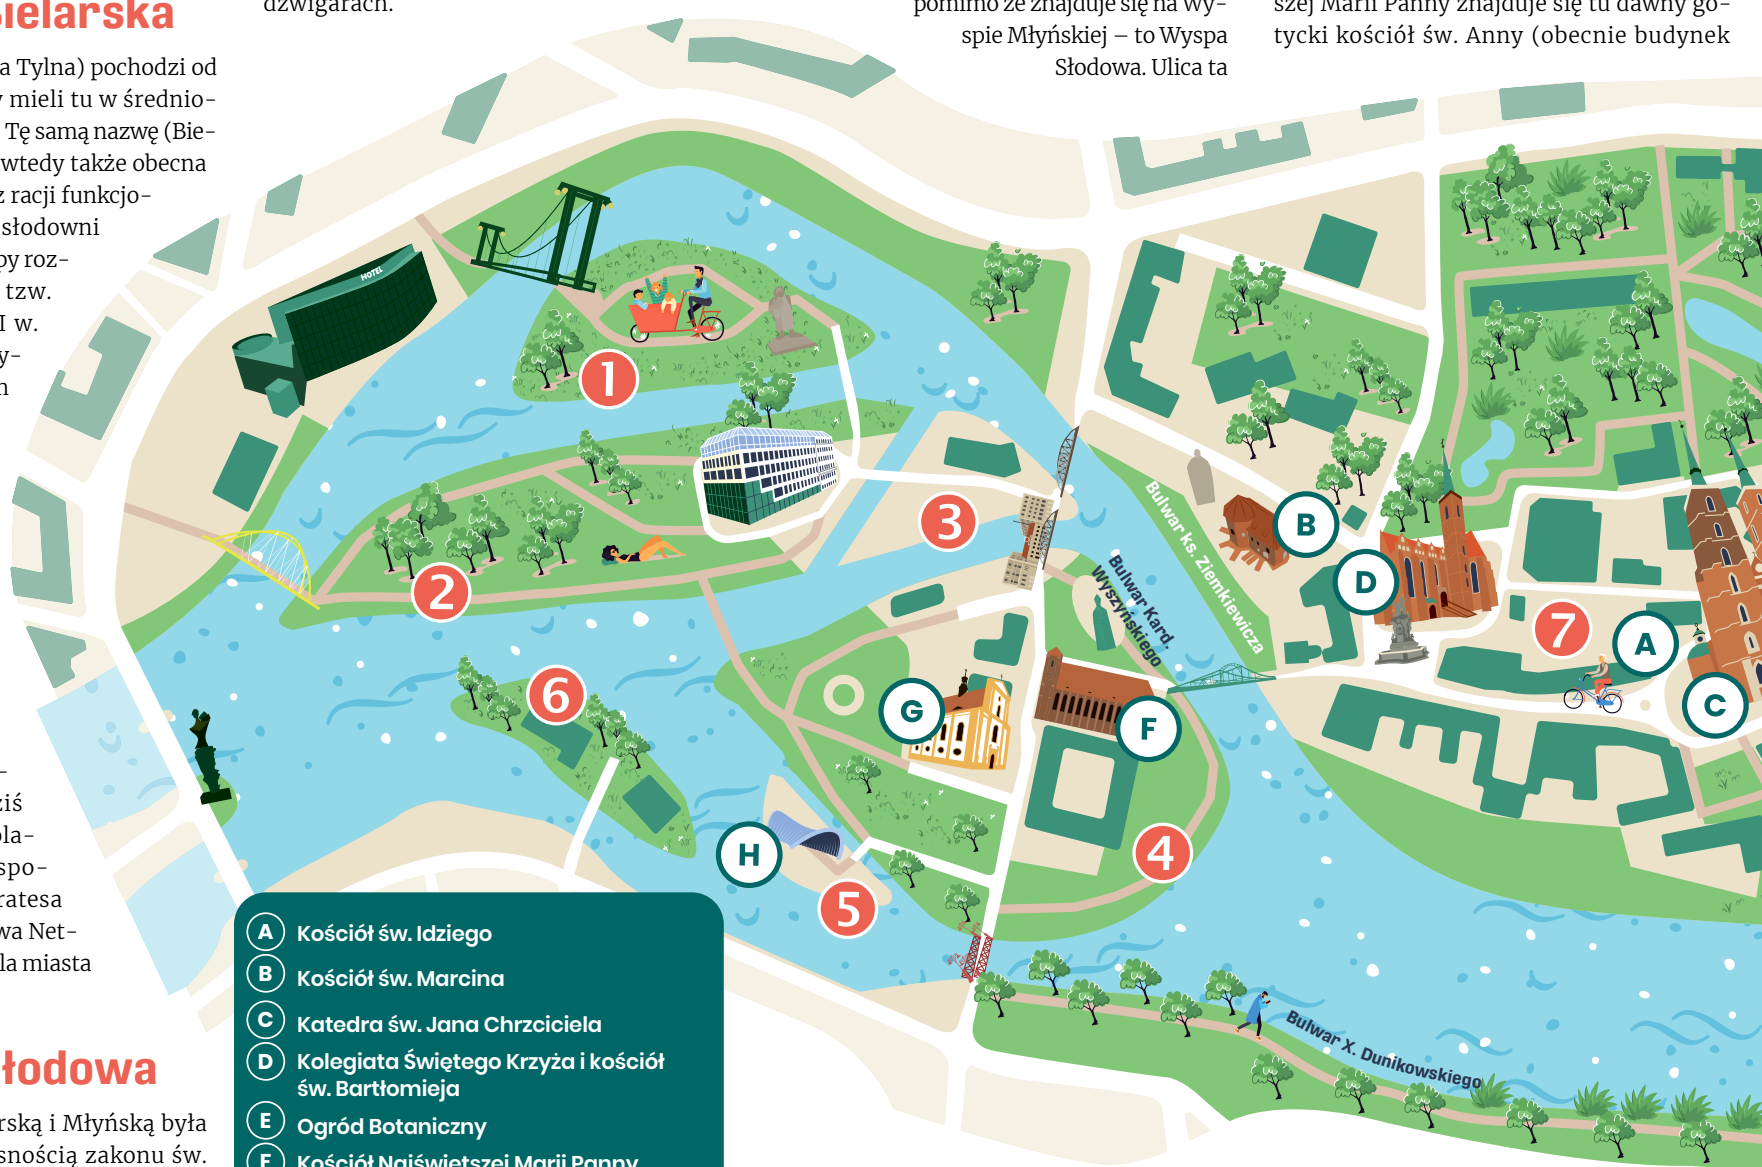 ielarska
a Tylna) pochodzi od
mieli tu w średnio-
Tę samą nazwę (Bie-
wtedy także obecna
z racji funkcjo-
słodowni
py roz-
tzw.
I w.
y-
n
-
ziś
ola-
spo-
ratesa
wa Net-
la miasta
łodowa
rską i Młyńską była
snością zakonu św.
dźwigarach.
pomimo że znajduje się na Wy-
spie Młyńskiej – to Wyspa
Słodowa. Ulica ta
szej Marii Panny znajduje się tu dawny go-
tycki kościół św. Anny (obecnie budynek
HOTEL
1
2
3
4
5
6
7
A
B
C
D
F
G
H
Bulwar ks. Ziemkiewicza
Bulwar Kard.
Wyszyńskiego
Bulwar X. Dunikowskiego
A Kościół św. Idziego
B Kościół św. Marcina
C Katedra św. Jana Chrzciciela
D Kolegiata Świętego Krzyża i kościół
św. Bartłomieja
E Ogród Botaniczny
F Kościół Najświętszej Marii Panny